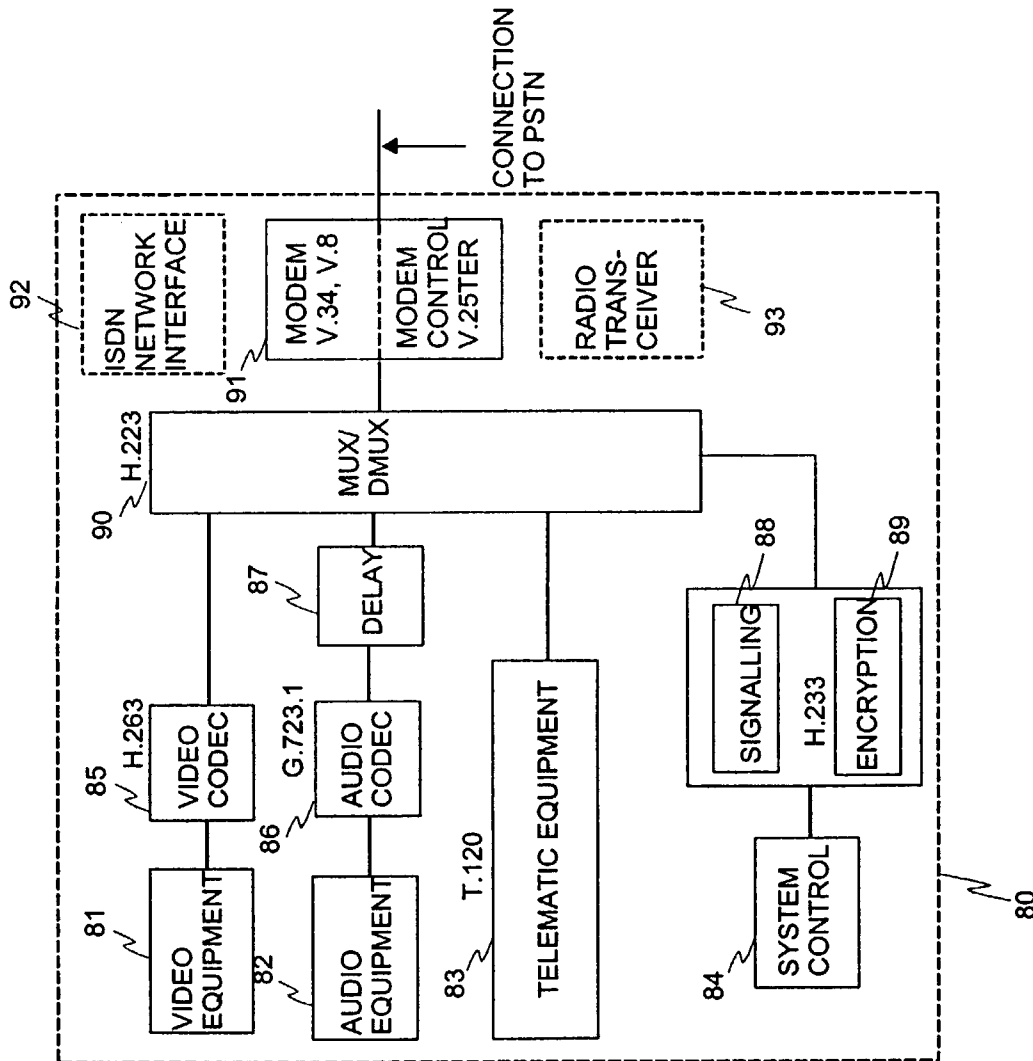 92
ISDN
NETWORK
INTERFACE
91
MODEM
V.34, V.8
MODEM
CONTROL
V.25TER
RADIO
TRANS-
CEIVER
93
CONNECTION
TO PSTN
90
H.223
MUX/
DMUX
87
DELAY
88
SIGNALLING
H.233
89
ENCRYPTION
85
H.263
VIDEO
CODEC
86
G.723.1
AUDIO
CODEC
81
VIDEO
EQUIPMENT
82
AUDIO
EQUIPMENT
83
T.120
TELEMATIC EQUIPMENT
84
SYSTEM
CONTROL
80